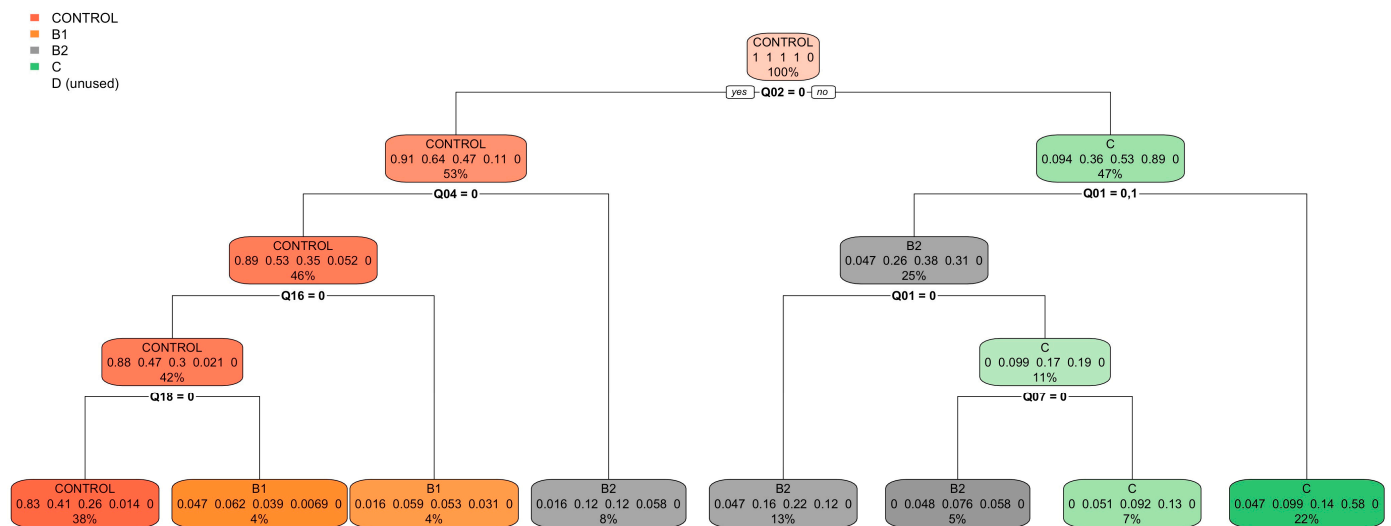 CONTROL
B1
B2
C
D (unused)
CONTROL
1 1 1 1 0
100%
yes Q02 = 0 no
CONTROL
0.91 0.64 0.47 0.11 0
53%
C
0.094 0.36 0.53 0.89 0
47%
Q04 = 0
Q01 = 0,1
CONTROL
0.89 0.53 0.35 0.052 0
46%
B2
0.047 0.26 0.38 0.31 0
25%
Q16 = 0
Q01 = 0
CONTROL
0.88 0.47 0.3 0.021 0
42%
C
0 0.099 0.17 0.19 0
11%
Q18 = 0
Q07 = 0
CONTROL
0.83 0.41 0.26 0.014 0
38%
B1
0.047 0.062 0.039 0.0069 0
4%
B1
0.016 0.059 0.053 0.031 0
4%
B2
0.016 0.12 0.12 0.058 0
8%
B2
0.047 0.16 0.22 0.12 0
13%
B2
0 0.048 0.076 0.058 0
5%
C
0 0.051 0.092 0.13 0
7%
C
0.047 0.099 0.14 0.58 0
22%